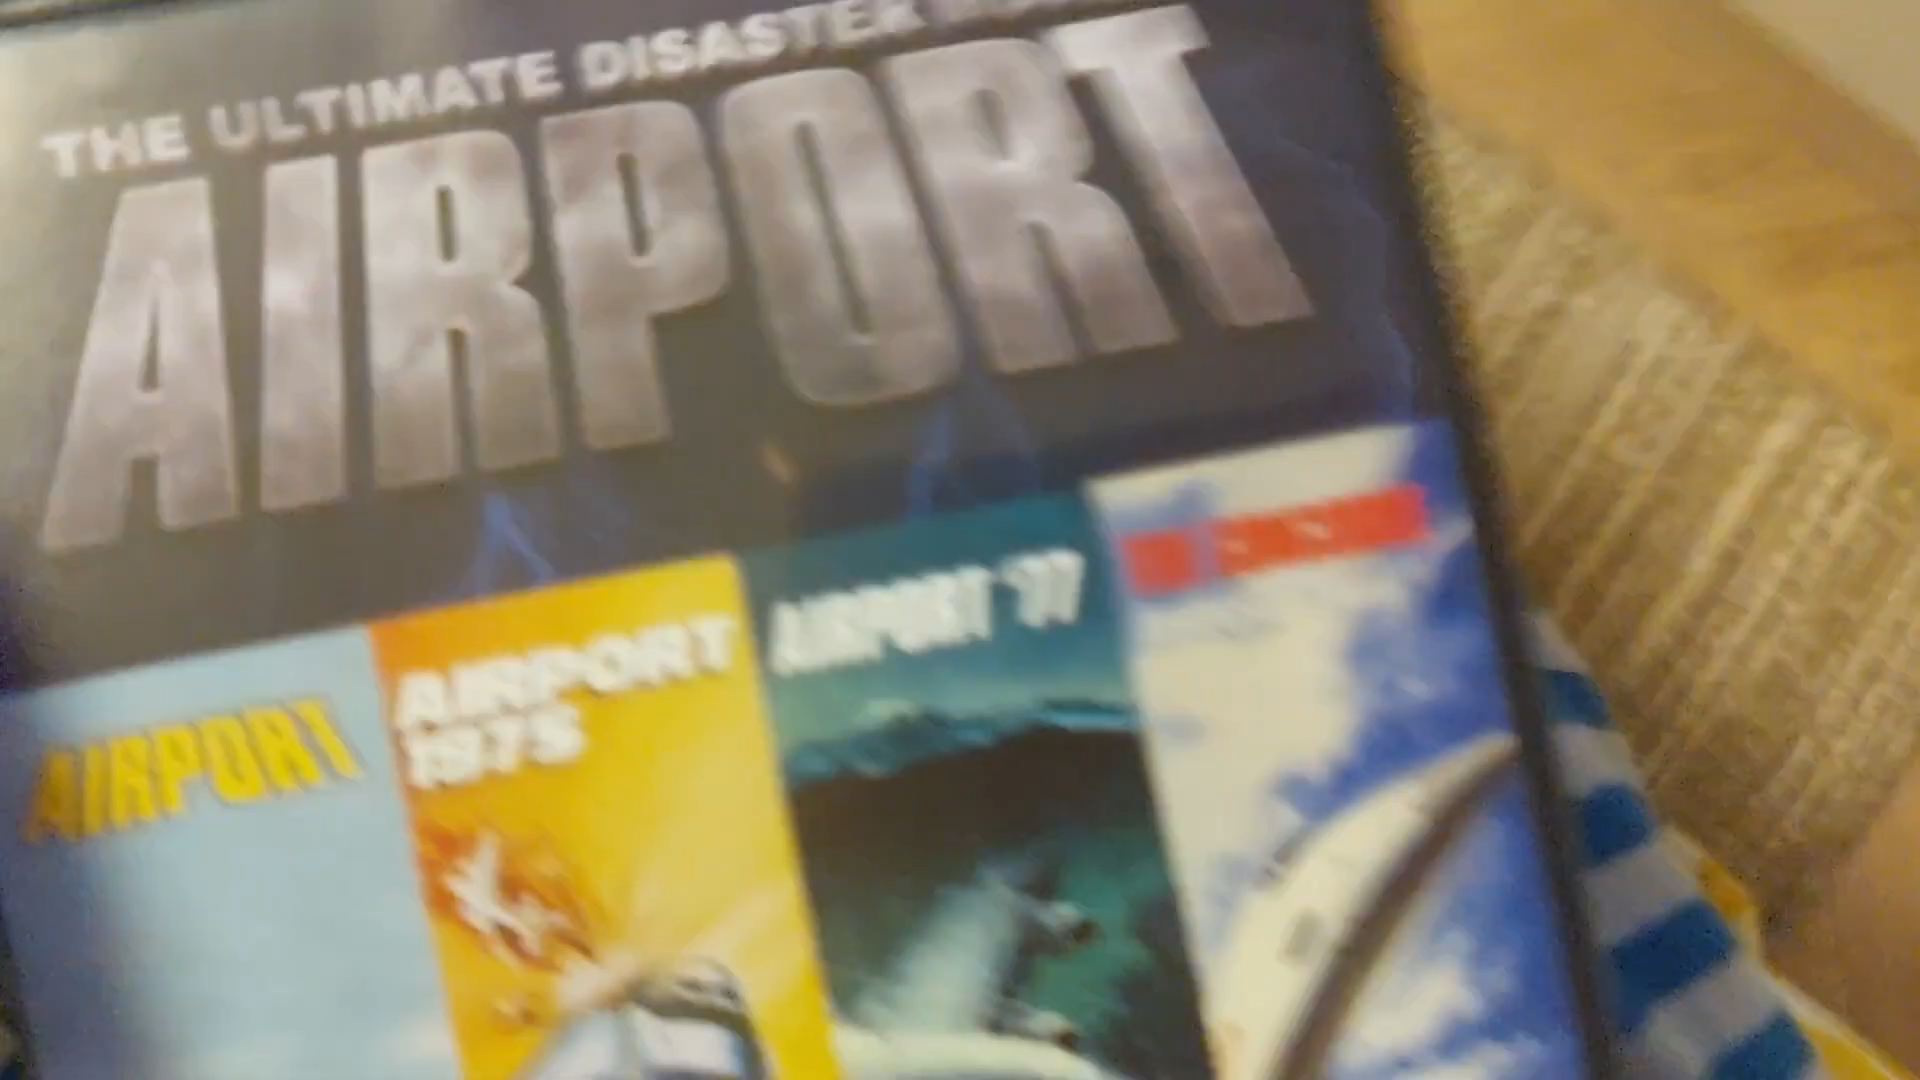 THE ULTIMATE DISASTER
AIRPORT
AIRPORT
AIRPORT
1975
AIRPORT '77